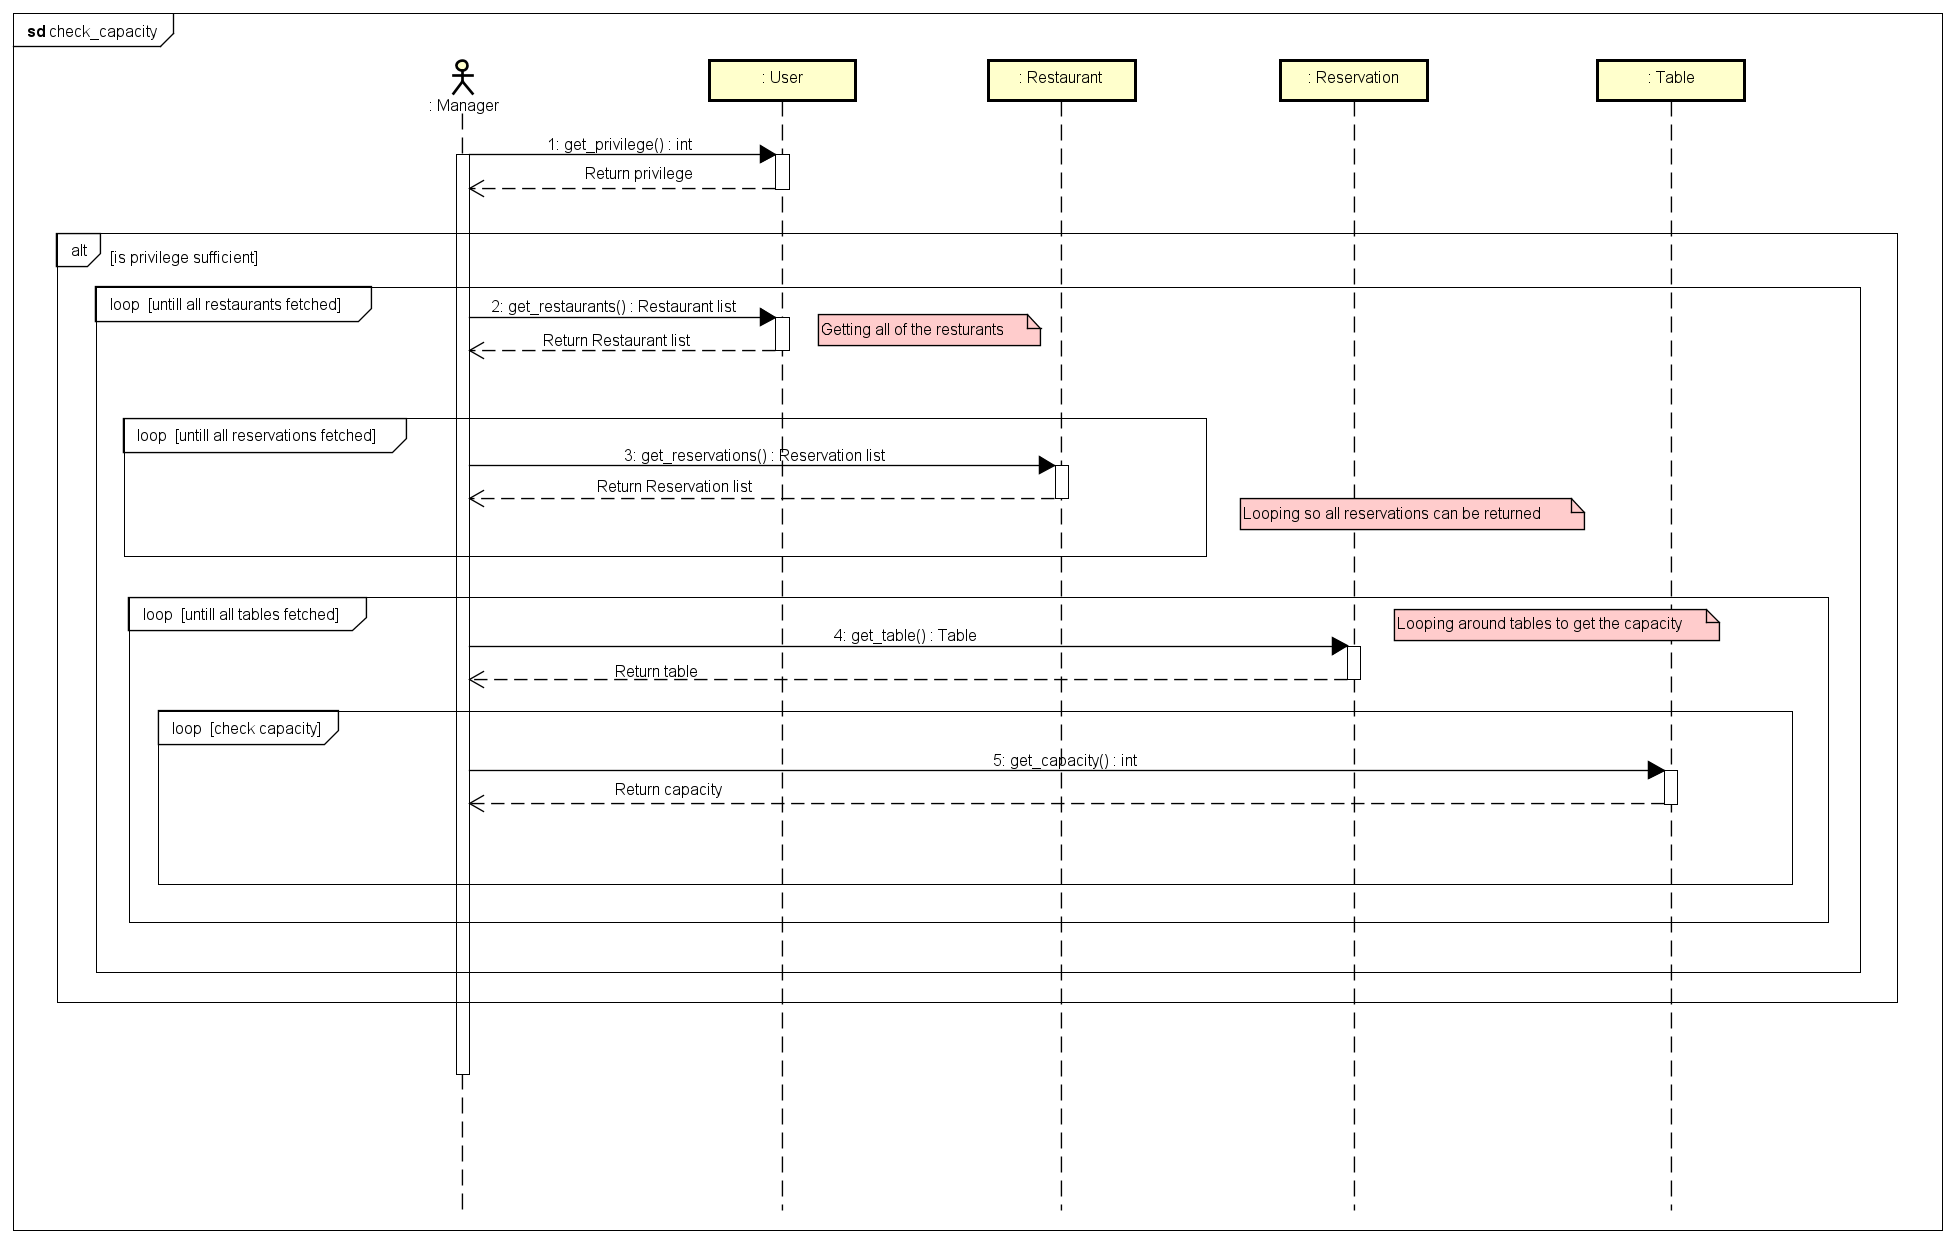 sd check_capacity
: Manager
: User
: Restaurant
: Reservation
: Table
1: get_privilege() : int
Return privilege
alt
[is privilege sufficient]
loop [untill all restaurants fetched]
2: get_restaurants() : Restaurant list
Getting all of the resturants
Return Restaurant list
loop [untill all reservations fetched]
3: get_reservations() : Reservation list
Return Reservation list
Looping so all reservations can be returned
loop [untill all tables fetched]
Looping around tables to get the capacity
4: get_table() : Table
Return table
loop [check capacity]
5: get_capacity() : int
Return capacity